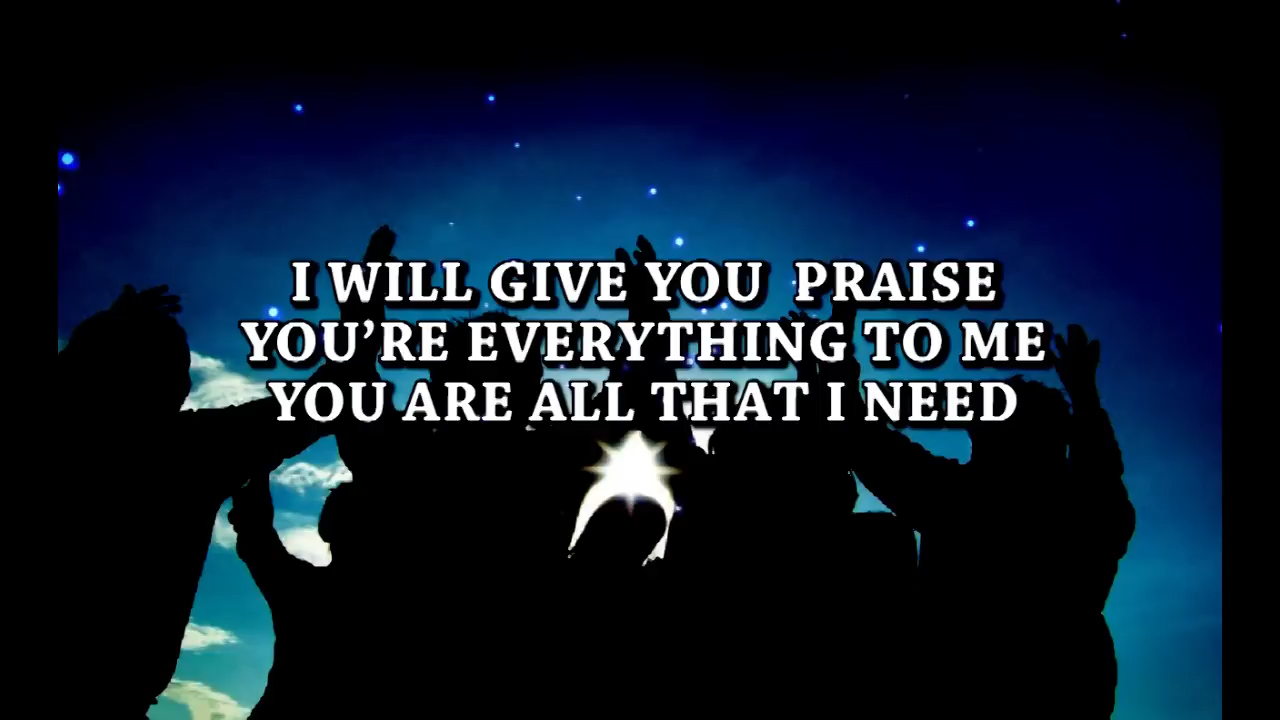 I WILL GIVE YOU  PRAISE
YOU’RE EVERYTHING TO ME
YOU ARE ALL THAT I NEED